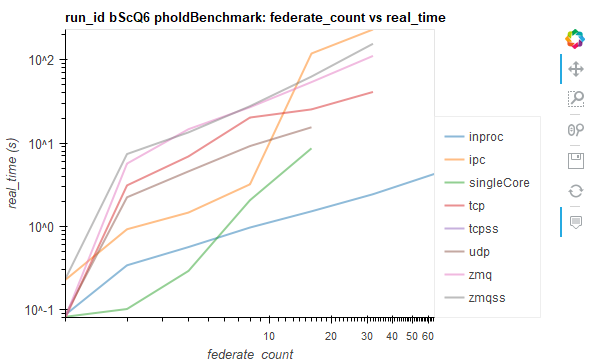 run_id bScQ6 pholdBenchmark: federate_count vs real_time
real_time (s)
10^2
10^1
10^0
10^-1
10
20
30
40
50
60
federate_count
inproc
ipc
singleCore
tcp
tcpss
udp
zmq
zmqss